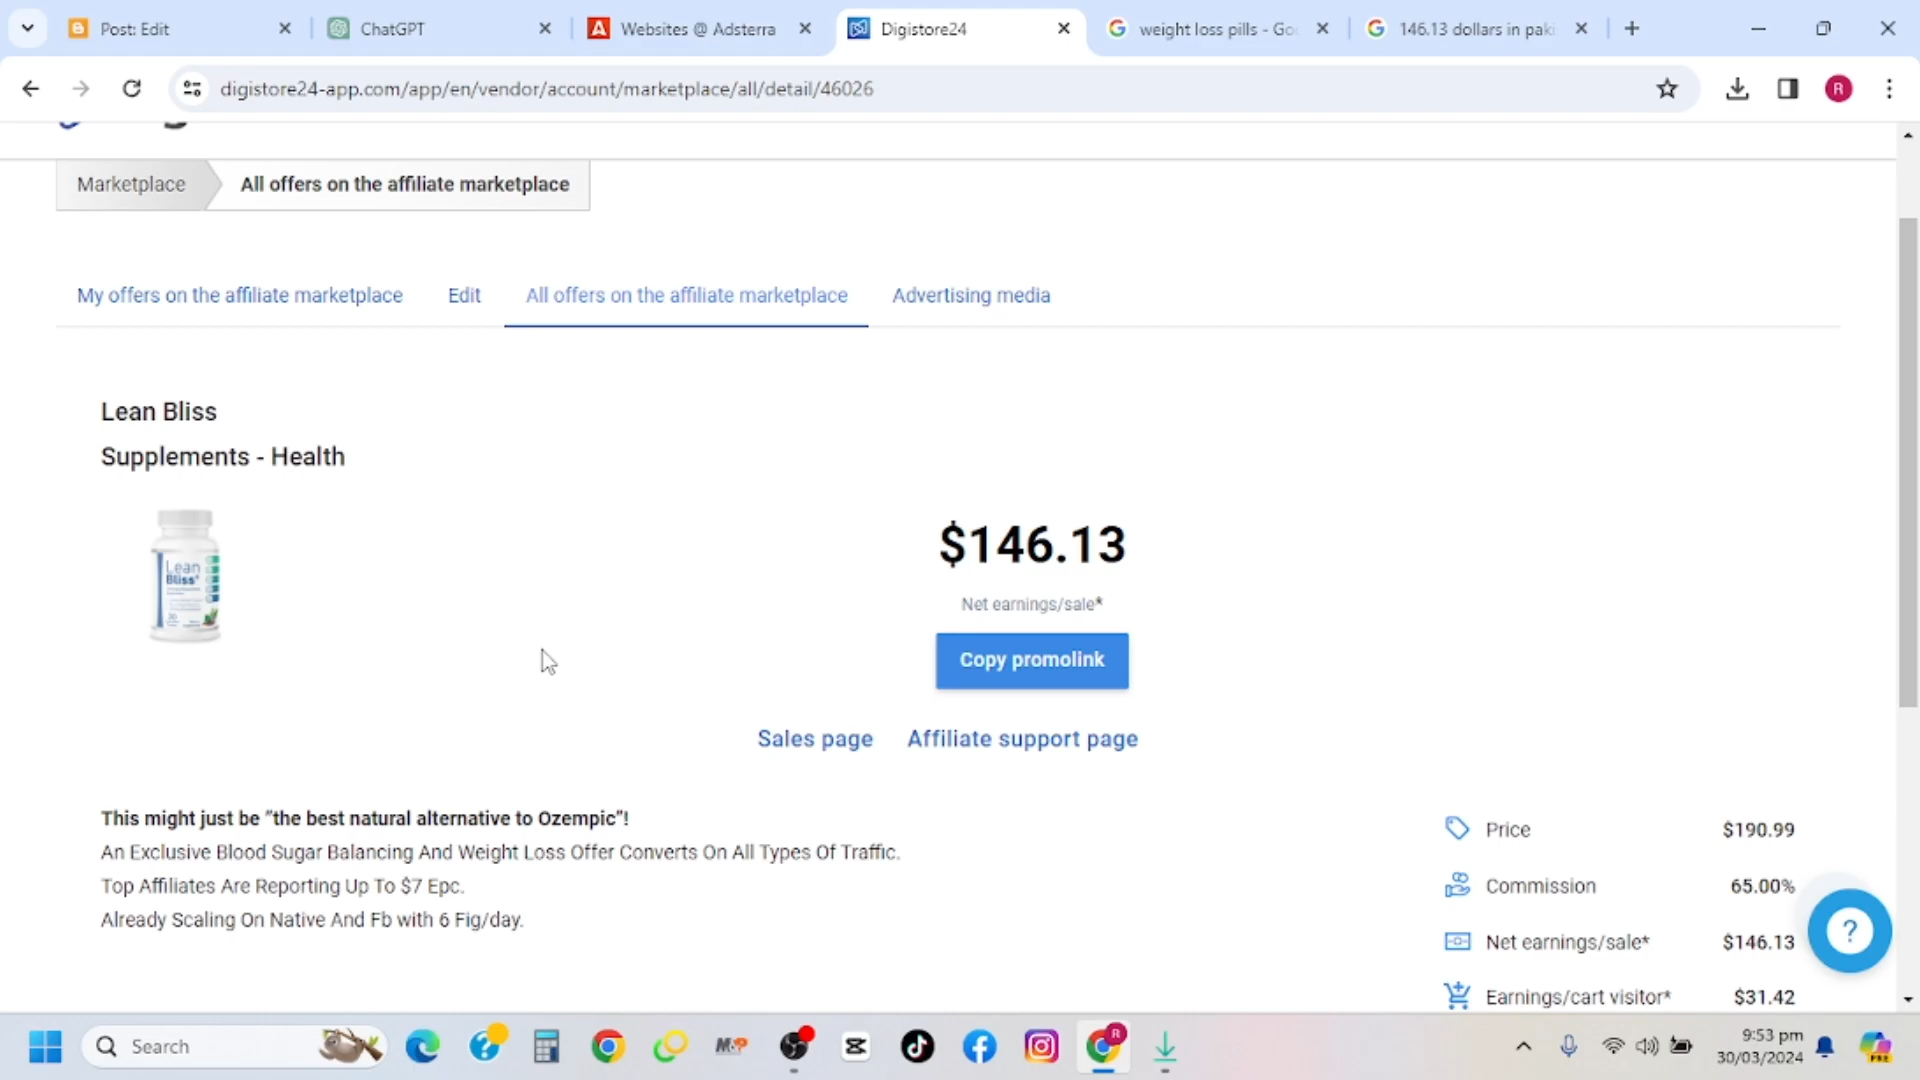 Post: Edit
ChatGPT
Websites @ Adsterra
Digistore24
weight loss pills - Goo
146.13 dollars in paki
digistore24-app.com/app/en/vendor/account/marketplace/all/detail/46026
R
Marketplace
All offers on the affiliate marketplace
My offers on the affiliate marketplace
Edit
All offers on the affiliate marketplace
Advertising media
Lean Bliss
Supplements - Health
Lean
Bliss
$146.13
Net earnings/sale*
Copy promolink
Sales page
Affiliate support page
This might just be "the best natural alternative to Ozempic"!
An Exclusive Blood Sugar Balancing And Weight Loss Offer Converts On All Types Of Traffic.
Top Affiliates Are Reporting Up To $7 Epc.
Already Scaling On Native And Fb with 6 Fig/day.
Price $190.99
Commission 65.00%
Net earnings/sale* $146.13
Earnings/cart visitor* $31.42
?
Search
R
9:53 pm
30/03/2024
PRE